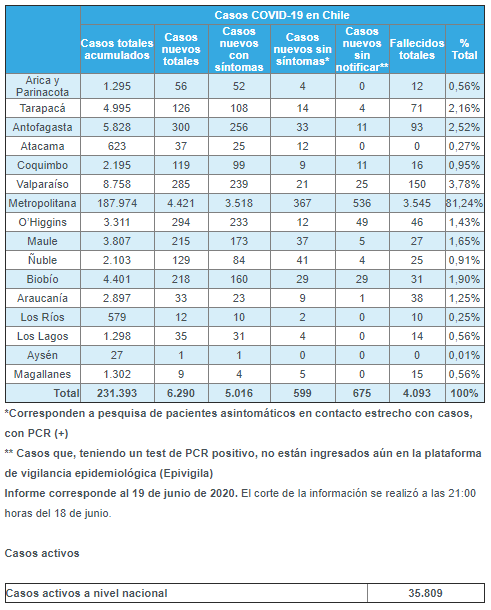 Casos COVID-19 en Chile
Casos totales acumulados | Casos nuevos totales | Casos nuevos con síntomas | Casos nuevos sin síntomas* | Casos nuevos sin notificar** | Fallecidos totales | % Total
Arica y Parinacota | 1.295 | 56 | 52 | 4 | 0 | 12 | 0,56%
Tarapacá | 4.995 | 126 | 108 | 14 | 4 | 71 | 2,16%
Antofagasta | 5.828 | 300 | 256 | 33 | 11 | 93 | 2,52%
Atacama | 623 | 37 | 25 | 12 | 0 | 0 | 0,27%
Coquimbo | 2.195 | 119 | 99 | 9 | 11 | 16 | 0,95%
Valparaíso | 8.758 | 285 | 239 | 21 | 25 | 150 | 3,78%
Metropolitana | 187.974 | 4.421 | 3.518 | 367 | 536 | 3.545 | 81,24%
O'Higgins | 3.311 | 294 | 233 | 12 | 49 | 46 | 1,43%
Maule | 3.807 | 215 | 173 | 37 | 5 | 27 | 1,65%
Ñuble | 2.103 | 129 | 84 | 41 | 4 | 25 | 0,91%
Biobío | 4.401 | 218 | 160 | 29 | 29 | 31 | 1,90%
Araucanía | 2.897 | 33 | 23 | 9 | 1 | 38 | 1,25%
Los Ríos | 579 | 12 | 10 | 2 | 0 | 10 | 0,25%
Los Lagos | 1.298 | 35 | 31 | 4 | 0 | 14 | 0,56%
Aysén | 27 | 1 | 1 | 0 | 0 | 0 | 0,01%
Magallanes | 1.302 | 9 | 4 | 5 | 0 | 15 | 0,56%
Total | 231.393 | 6.290 | 5.016 | 599 | 675 | 4.093 | 100%
*Corresponden a pesquisa de pacientes asintomáticos en contacto estrecho con casos,
con PCR (+)
** Casos que, teniendo un test de PCR positivo, no están ingresados aún en la plataforma
de vigilancia epidemiológica (Epivigila)
Informe corresponde al 19 de junio de 2020. El corte de la información se realizó a las 21:00
horas del 18 de junio.
Casos activos
Casos activos a nivel nacional | 35.809